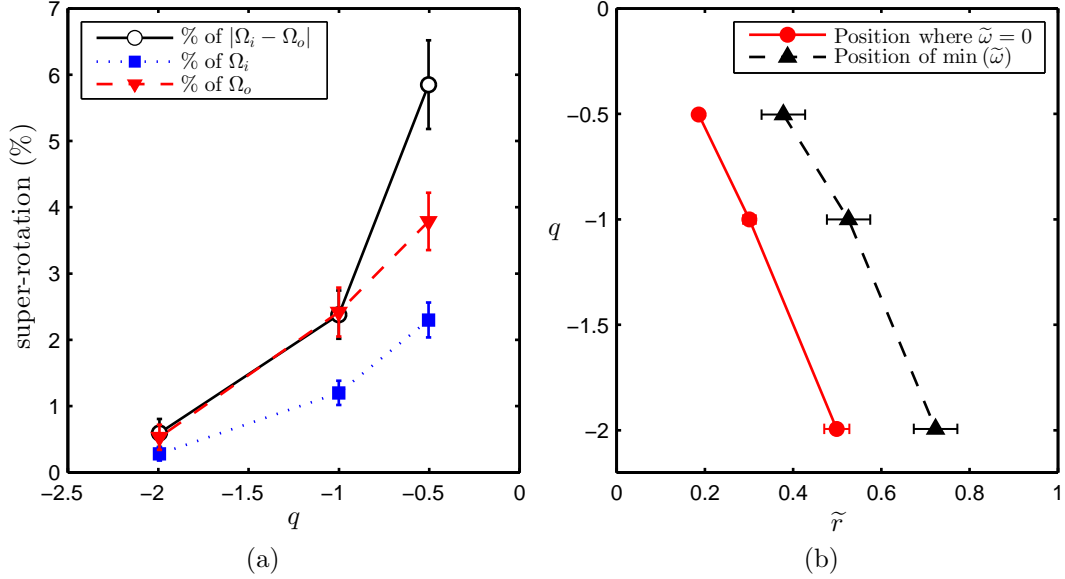 % of |Ωᵢ − Ωₒ|
% of Ωᵢ
% of Ωₒ
7
6
5
4
3
2
1
0
super-rotation (%)
−2.5
−2
−1.5
−1
−0.5
0
q
(a)
Position where ω̃ = 0
Position of min (ω̃)
0
−0.5
−1
−1.5
−2
q
0
0.2
0.4
0.6
0.8
1
r̃
(b)